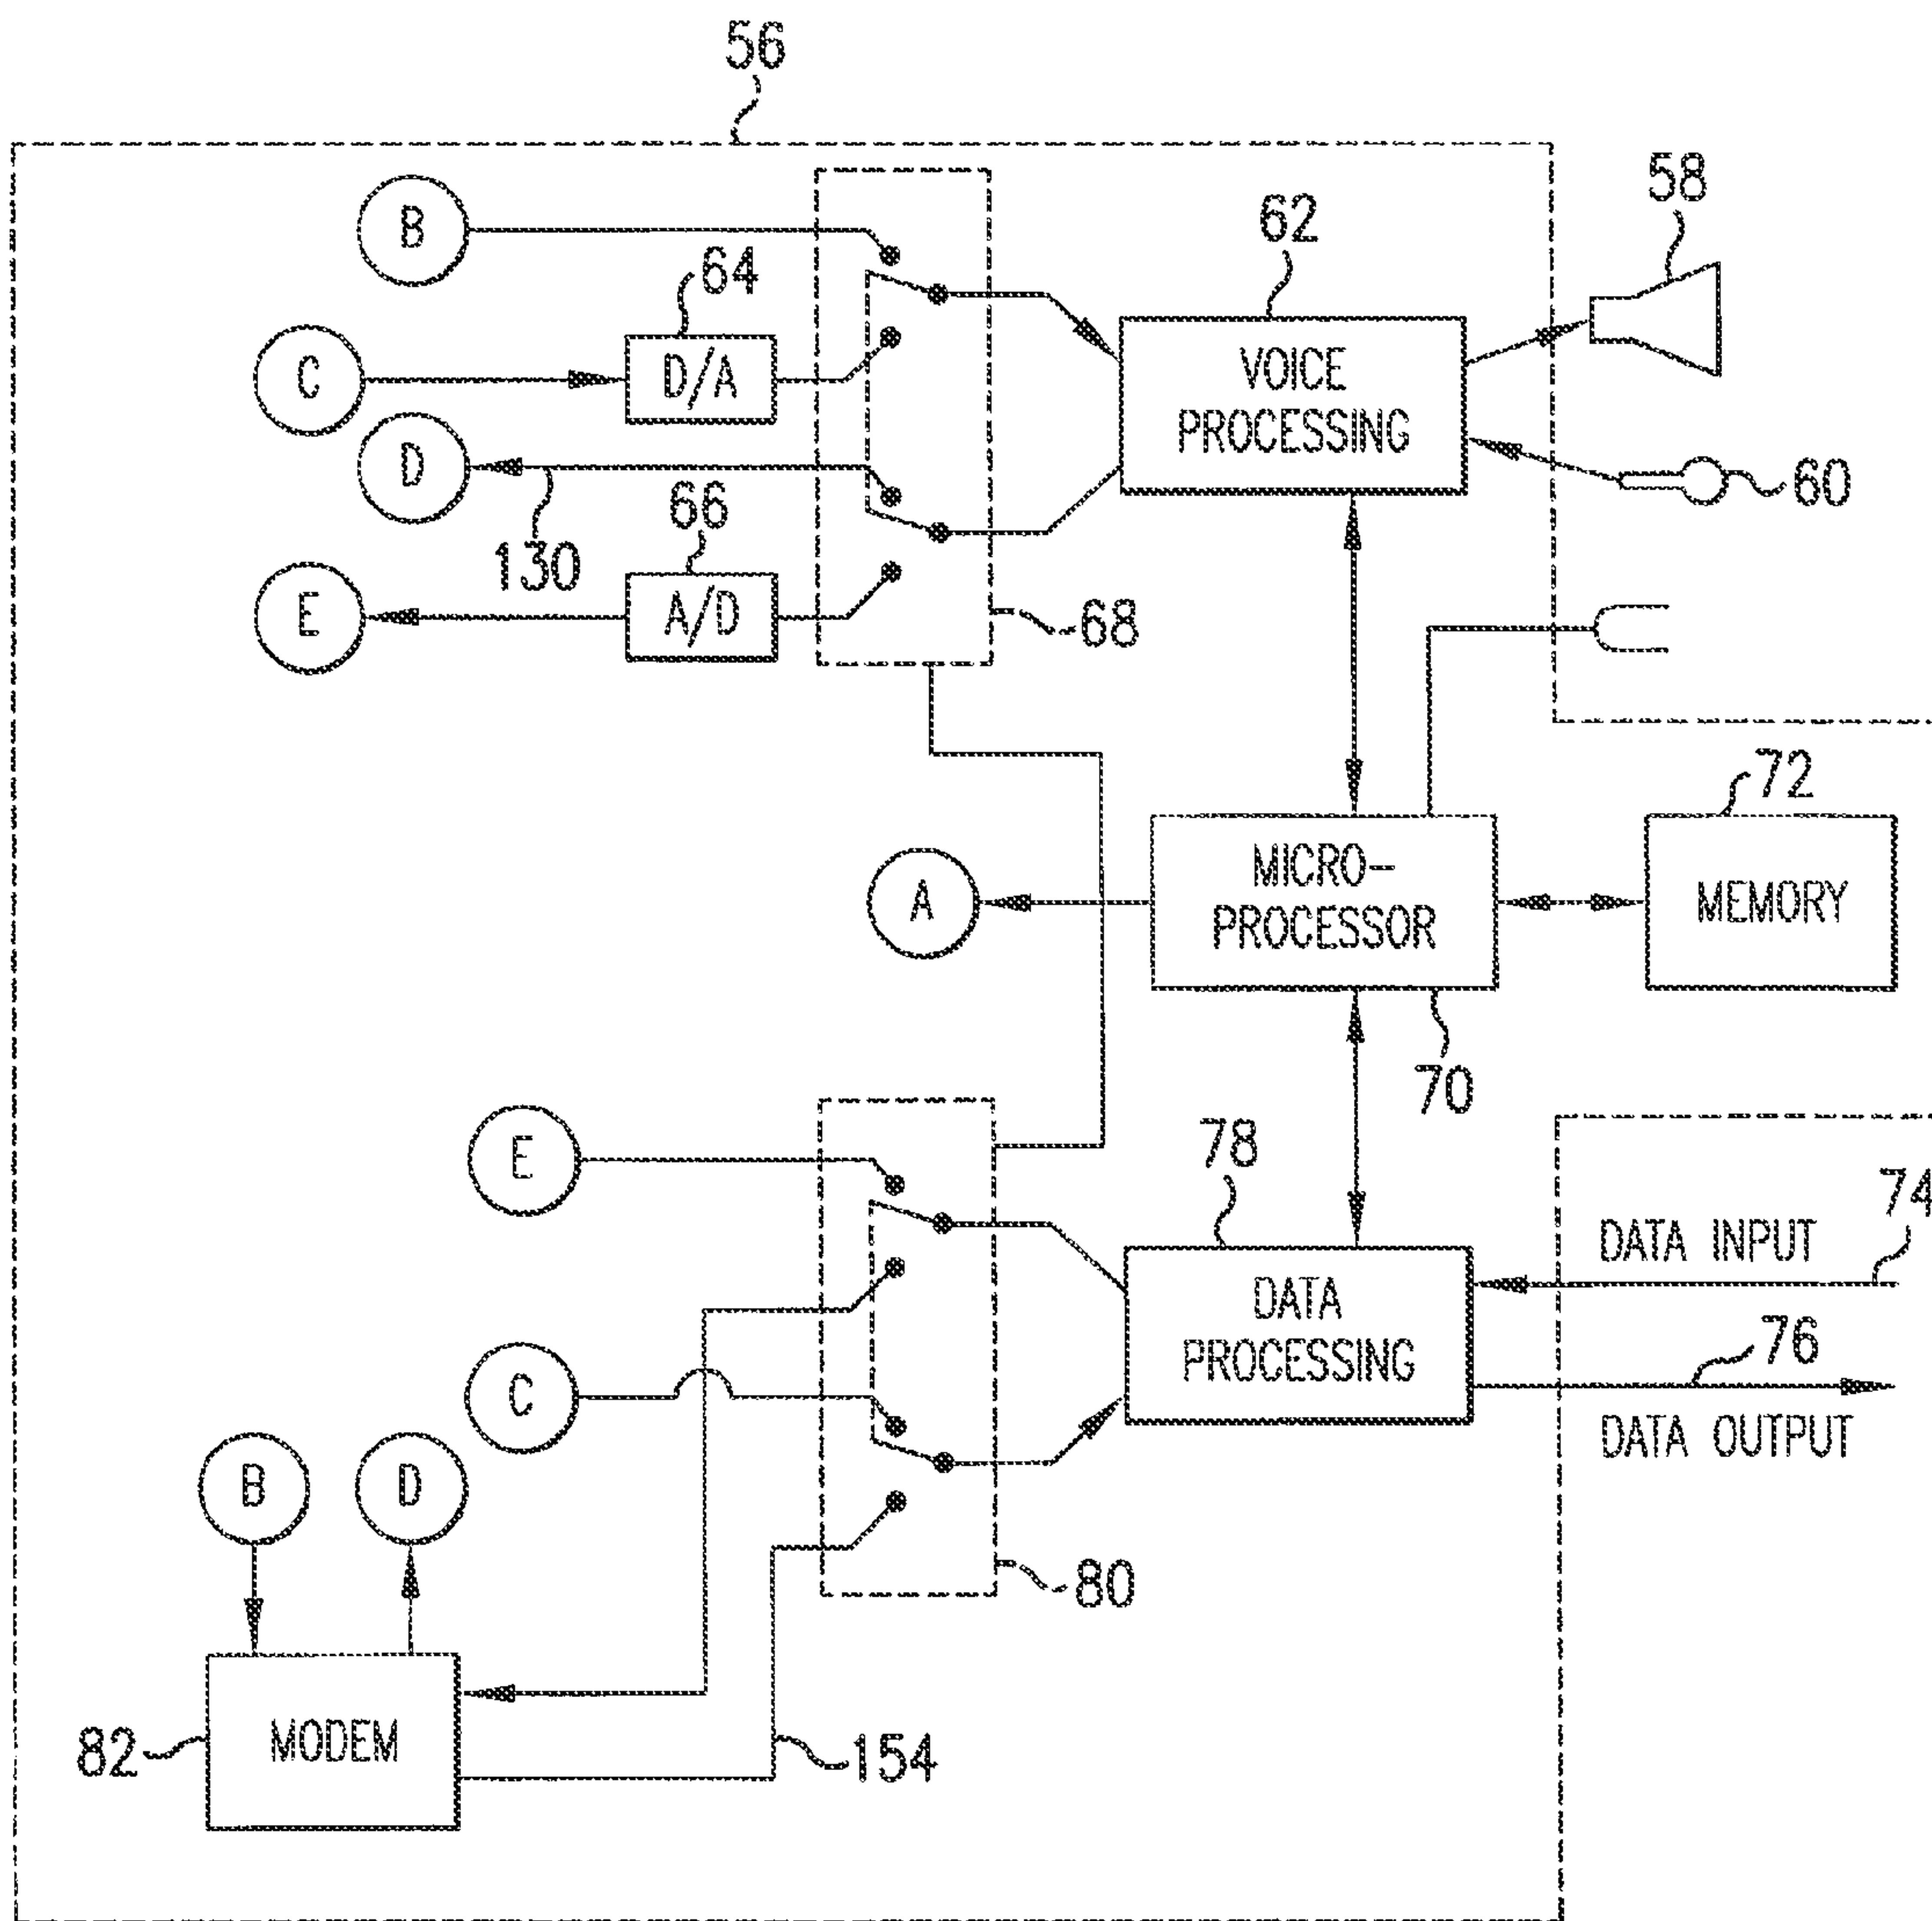 56
B
58
62
64
C
D/A
VOICE
PROCESSING
D
66
60
130
E
A/D
68
72
A
MICRO-
PROCESSOR
MEMORY
70
E
78
74
DATA INPUT
DATA
PROCESSING
76
C
DATA OUTPUT
B
D
80
MODEM
82
154